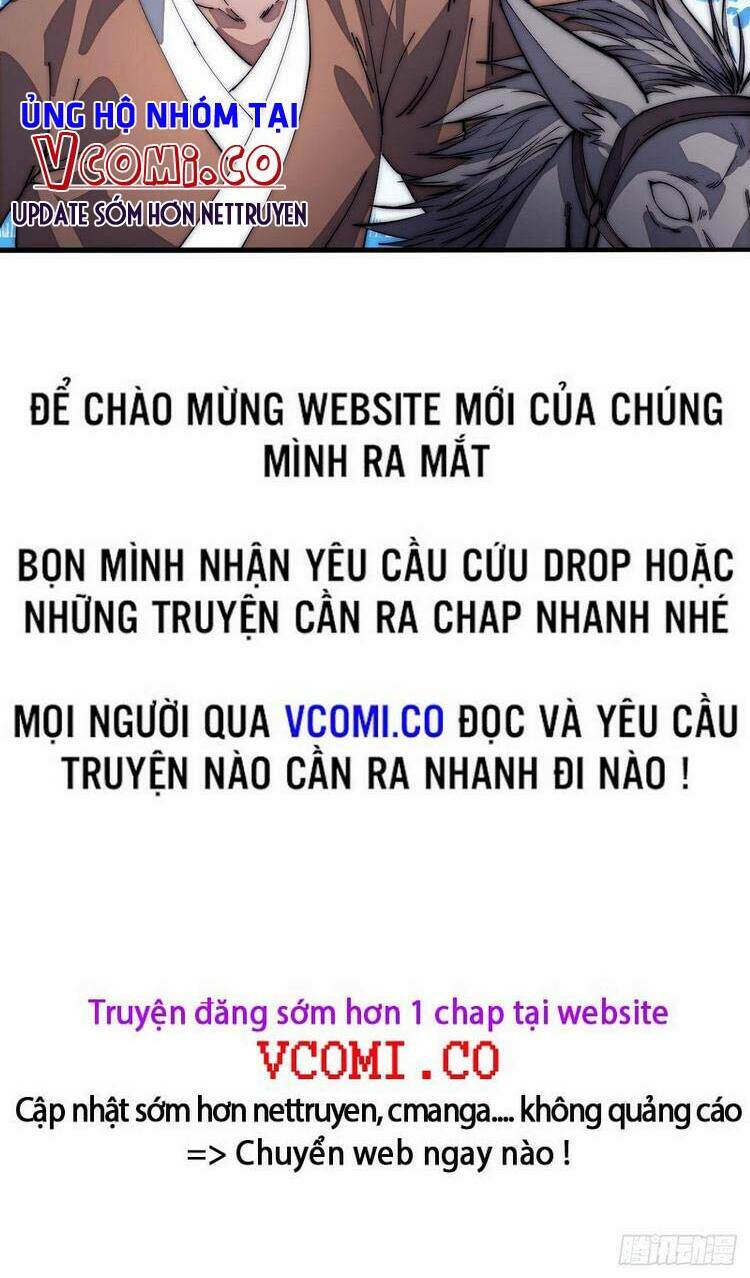 ỦNG HỘ NHÓM TẠI
VCOMI.CO
UPDATE SỚM HƠN NETTRUYEN
ĐỂ CHÀO MỪNG WEBSITE MỚI CỦA CHÚNG
MÌNH RA MẮT
BỌN MÌNH NHẬN YÊU CẦU CỨU DROP HOẶC
NHỮNG TRUYỆN CẦN RA CHAP NHANH NHÉ
MỌI NGƯỜI QUA VCOMI.CO ĐỌC VÀ YÊU CẦU
TRUYỆN NÀO CẦN RA NHANH ĐI NÀO !
Truyện đăng sớm hơn 1 chap tại website
VCOMI.CO
Cập nhật sớm hơn nettruyen, cmanga.... không quảng cáo
=> Chuyển web ngay nào !
腾讯动漫